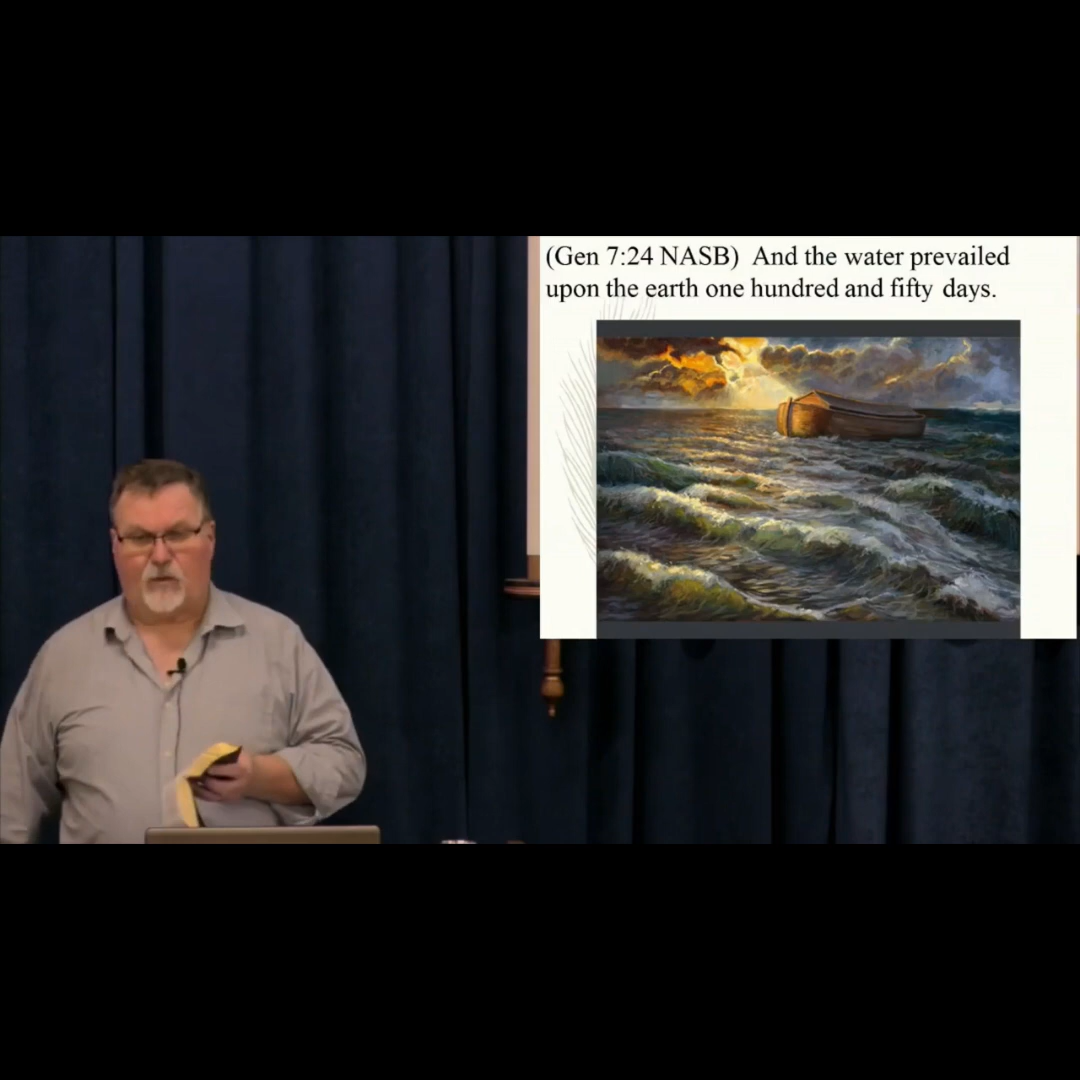 (Gen 7:24 NASB)  And the water prevailed
upon the earth one hundred and fifty days.